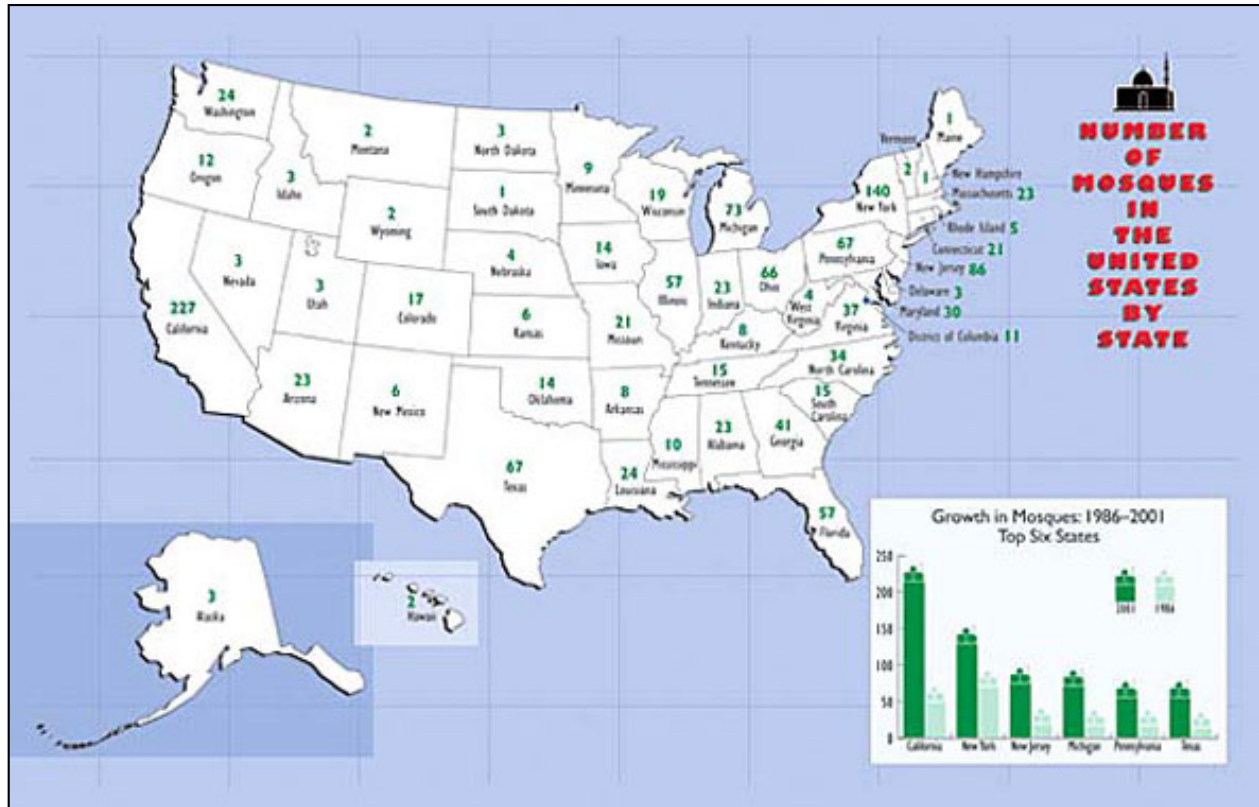 NUMBER
OF
MOSQUES
IN
THE
UNITED
STATES
BY
STATE
24
Washington
12
Oregon
3
Idaho
2
Montana
3
North Dakota
9
Minnesota
1
South Dakota
2
Wyoming
19
Wisconsin
73
Michigan
140
New York
Vermont
2
1
Maine
1
New Hampshire
Massachusetts 23
Rhode Island 5
Connecticut 21
New Jersey 86
Delaware 3
Maryland 30
District of Columbia 11
67
Pennsylvania
227
California
3
Nevada
3
Utah
17
Colorado
4
Nebraska
14
Iowa
57
Illinois
23
Indiana
66
Ohio
4
West
Virginia
37
Virginia
6
Kansas
21
Missouri
8
Kentucky
34
North Carolina
15
Tennessee
15
South
Carolina
23
Arizona
6
New Mexico
14
Oklahoma
8
Arkansas
10
Mississippi
23
Alabama
41
Georgia
67
Texas
24
Louisiana
57
Florida
3
Alaska
2
Hawaii
Growth in Mosques: 1986–2001
Top Six States
250
200
150
100
50
0
2001 1986
California New York New Jersey Michigan Pennsylvania Texas